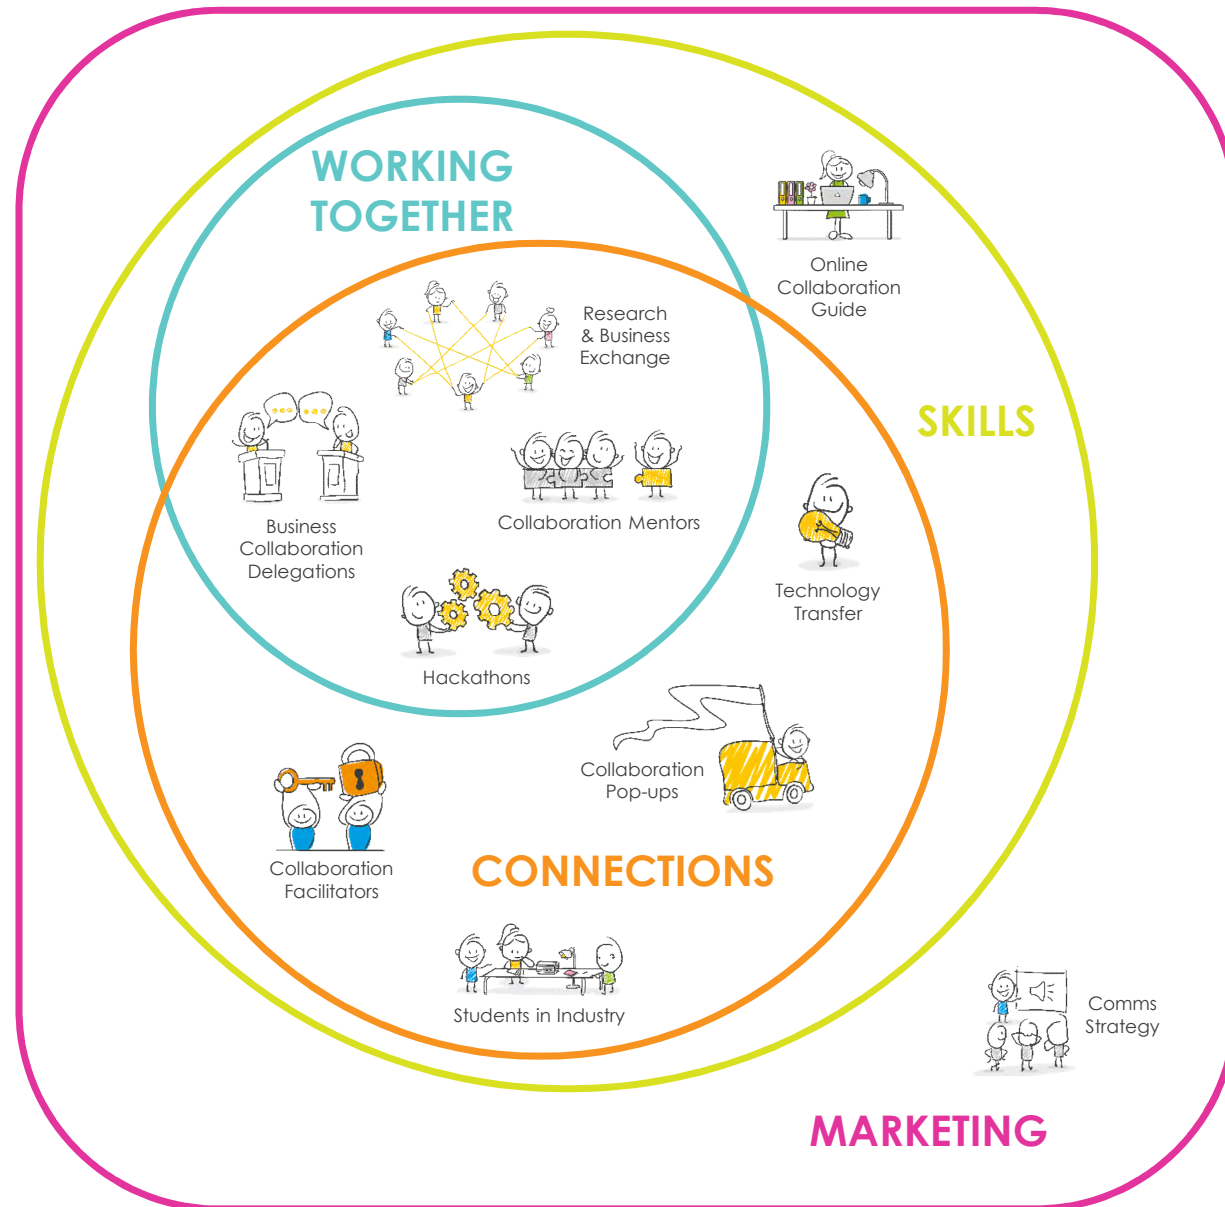 WORKING
TOGETHER
Online
Collaboration
Guide
Research
& Business
Exchange
SKILLS
Business
Collaboration
Delegations
Collaboration Mentors
Technology
Transfer
Hackathons
Collaboration
Pop-ups
Collaboration
Facilitators
CONNECTIONS
Students in Industry
Comms
Strategy
MARKETING